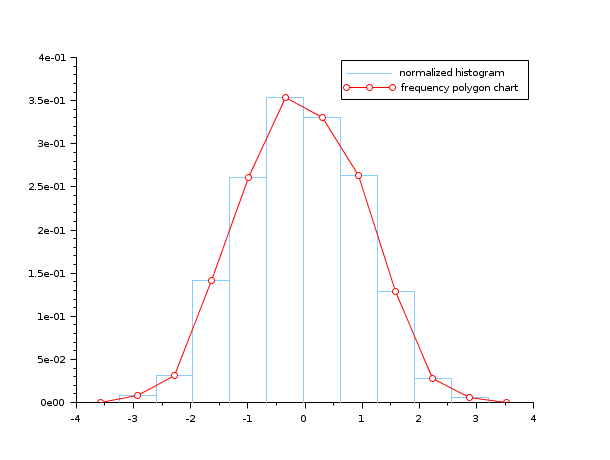 4e-01
normalized histogram
frequency polygon chart
3.5e-01
3e-01
2.5e-01
2e-01
1.5e-01
1e-01
5e-02
0e00
-4 -3 -2 -1 0 1 2 3 4